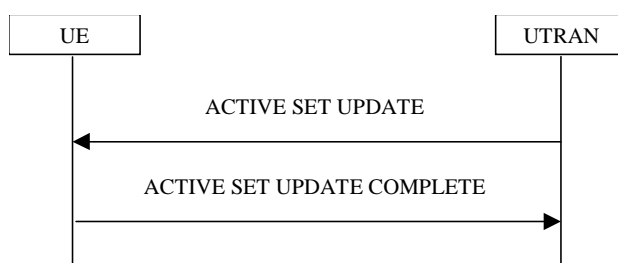 UE
UTRAN
ACTIVE SET UPDATE
ACTIVE SET UPDATE COMPLETE